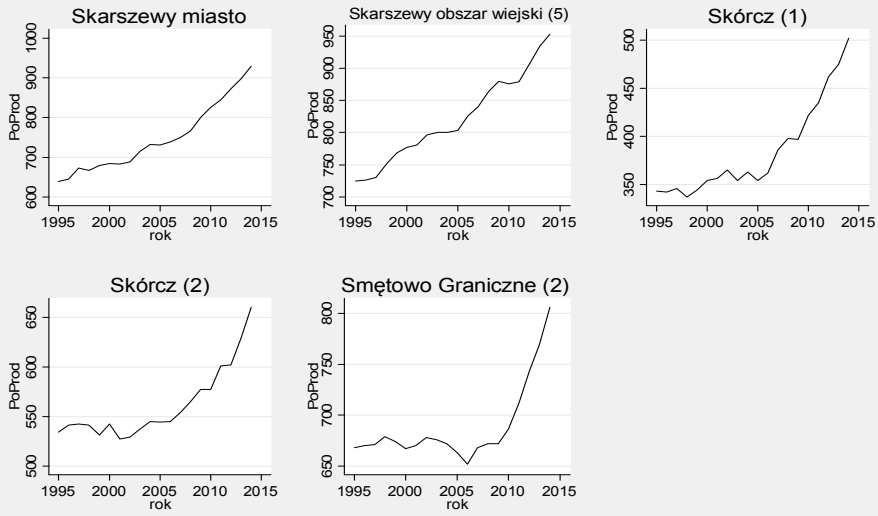 Skarszewy miasto
PoProd
600 700 800 900 1000
1995 2000 2005 2010 2015
rok
Skarszewy obszar wiejski (5)
PoProd
700 750 800 850 900 950
1995 2000 2005 2010 2015
rok
Skórcz (1)
PoProd
350 400 450 500
1995 2000 2005 2010 2015
rok
Skórcz (2)
PoProd
500 550 600 650
1995 2000 2005 2010 2015
rok
Smętowo Graniczne (2)
PoProd
650 700 750 800
1995 2000 2005 2010 2015
rok